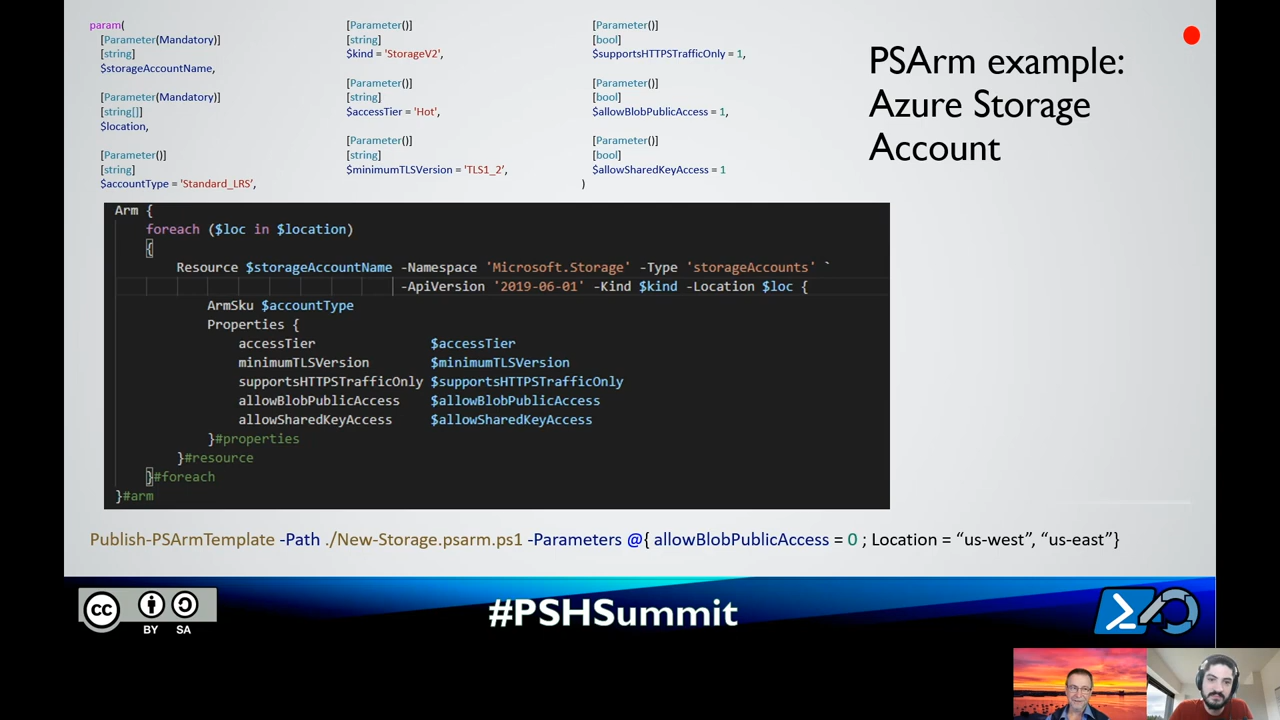 param(
[Parameter(Mandatory)]
[string]
$storageAccountName,
[Parameter(Mandatory)]
[string[]]
$location,
[Parameter()]
[string]
$accountType = 'Standard_LRS',
[Parameter()]
[string]
$kind = 'StorageV2',
[Parameter()]
[string]
$accessTier = 'Hot',
[Parameter()]
[string]
$minimumTLSVersion = 'TLS1_2',
[Parameter()]
[bool]
$supportsHTTPSTrafficOnly = 1,
[Parameter()]
[bool]
$allowBlobPublicAccess = 1,
[Parameter()]
[bool]
$allowSharedKeyAccess = 1
)
PSArm example:
Azure Storage
Account
Arm {
foreach ($loc in $location)
{
Resource $storageAccountName -Namespace 'Microsoft.Storage' -Type 'storageAccounts' `
-ApiVersion '2019-06-01' -Kind $kind -Location $loc {
ArmSku $accountType
Properties {
accessTier $accessTier
minimumTLSVersion $minimumTLSVersion
supportsHTTPSTrafficOnly $supportsHTTPSTrafficOnly
allowBlobPublicAccess $allowBlobPublicAccess
allowSharedKeyAccess $allowSharedKeyAccess
}#properties
}#resource
}#foreach
}#arm
Publish-PSArmTemplate -Path ./New-Storage.psarm.ps1 -Parameters @{ allowBlobPublicAccess = 0 ; Location = “us-west”, “us-east”}
cc
BY SA
#PSHSummit